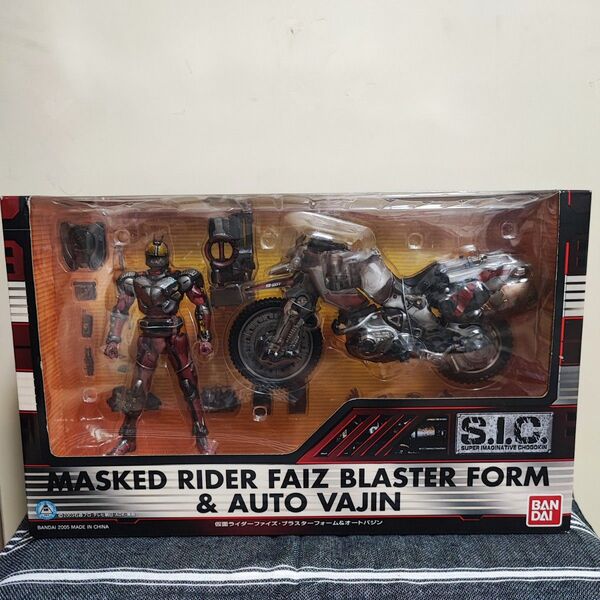 S.I.C.
SUPER IMAGINATIVE CHOGOKIN
MASKED RIDER FAIZ BLASTER FORM
& AUTO VAJIN
仮面ライダーファイズ・ブラスターフォーム&オートバジン
BANDAI 2005 MADE IN CHINA
BAN
DAI